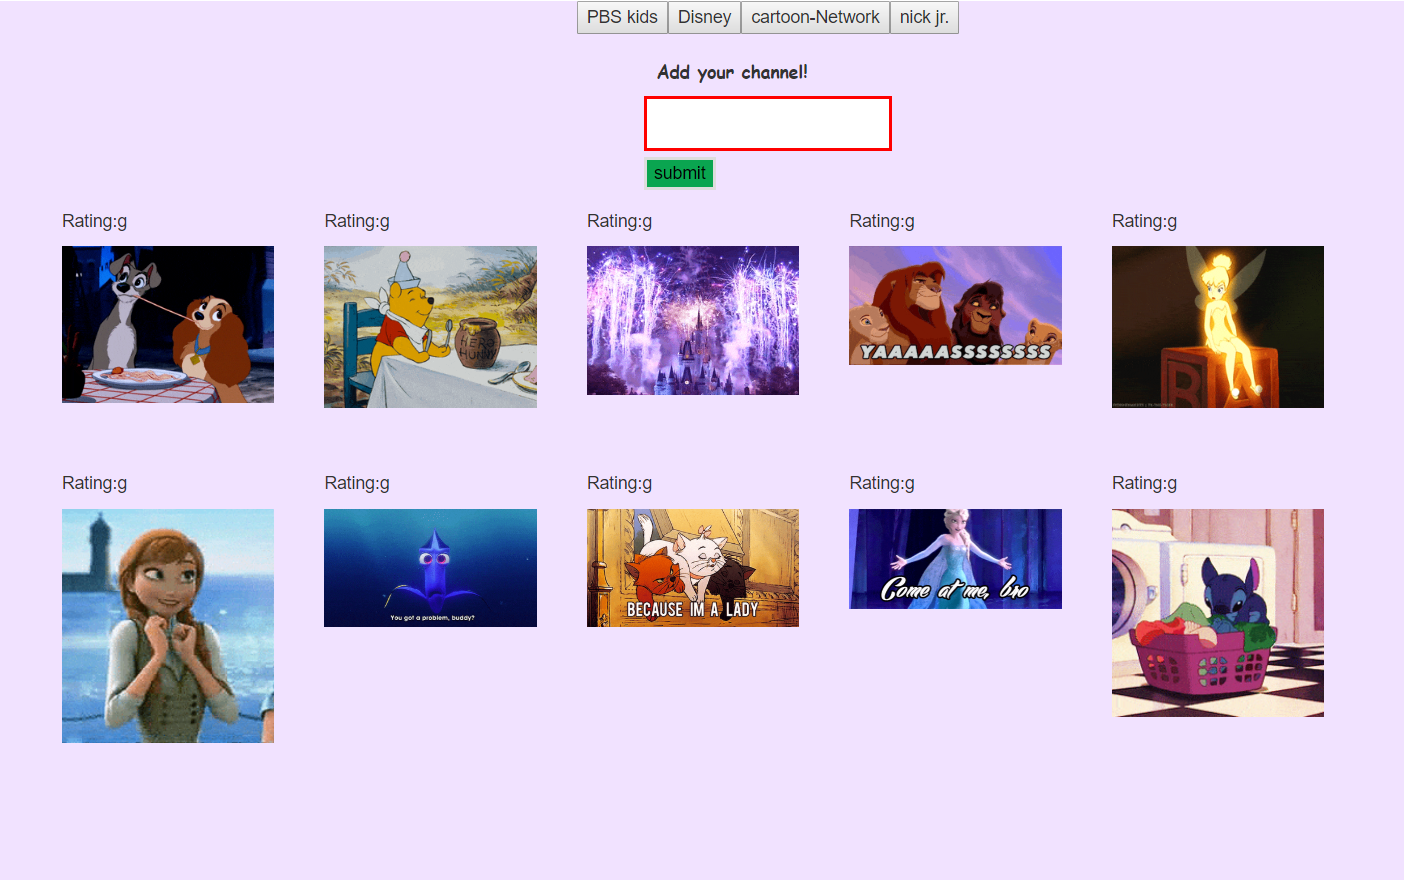 PBS kids Disney cartoon-Network nick jr.
Add your channel!
submit
Rating:g Rating:g Rating:g Rating:g Rating:g
HUNNY
YAAAAASSSSSSSS
B
Rating:g Rating:g Rating:g Rating:g Rating:g
You got a problem, buddy?
BECAUSE IM A LADY
Come at me, bro